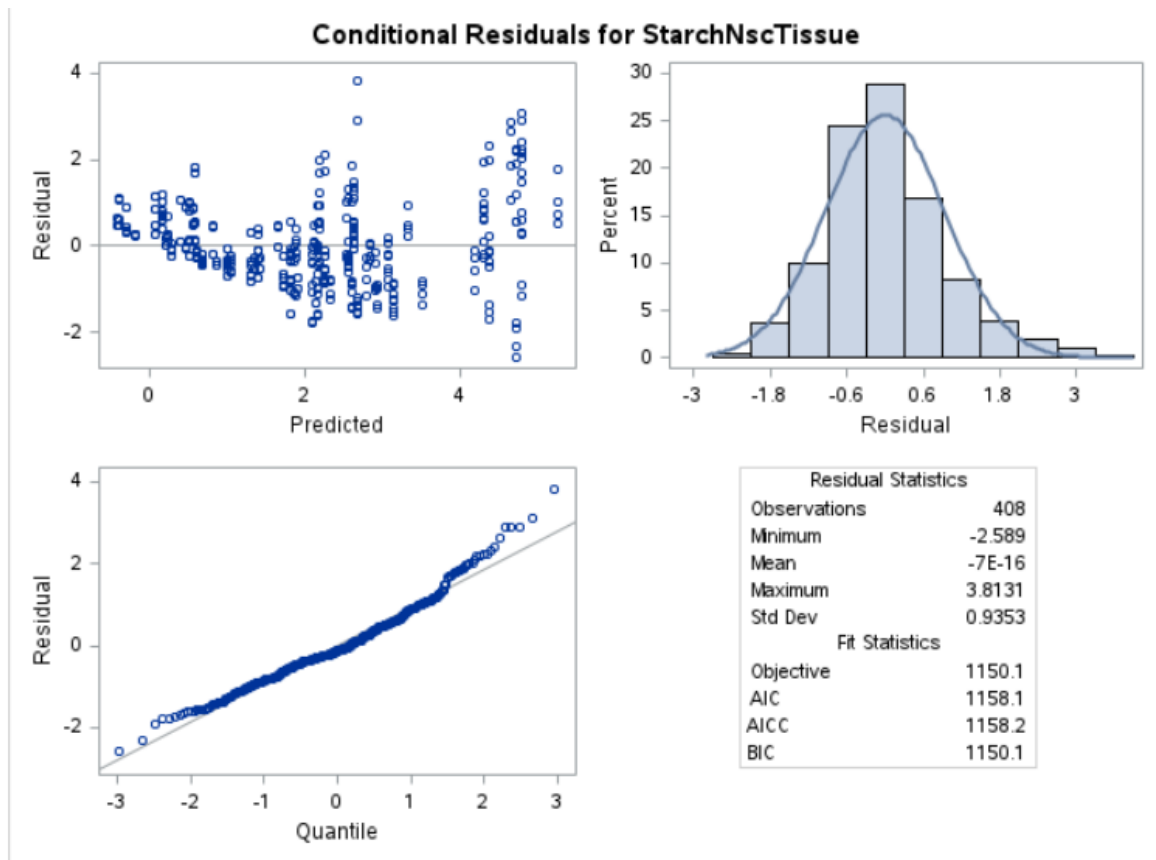 Conditional Residuals for StarchNscTissue
4
2
0
-2
Residual
0
2
4
Predicted
30
25
20
15
10
5
0
Percent
-3
-1.8
-0.6
0.6
1.8
3
Residual
4
2
0
-2
Residual
-3
-2
-1
0
1
2
3
Quantile
Residual Statistics
Observations 408
Minimum -2.589
Mean -7E-16
Maximum 3.8131
Std Dev 0.9353
Fit Statistics
Objective 1150.1
AIC 1158.1
AICC 1158.2
BIC 1150.1